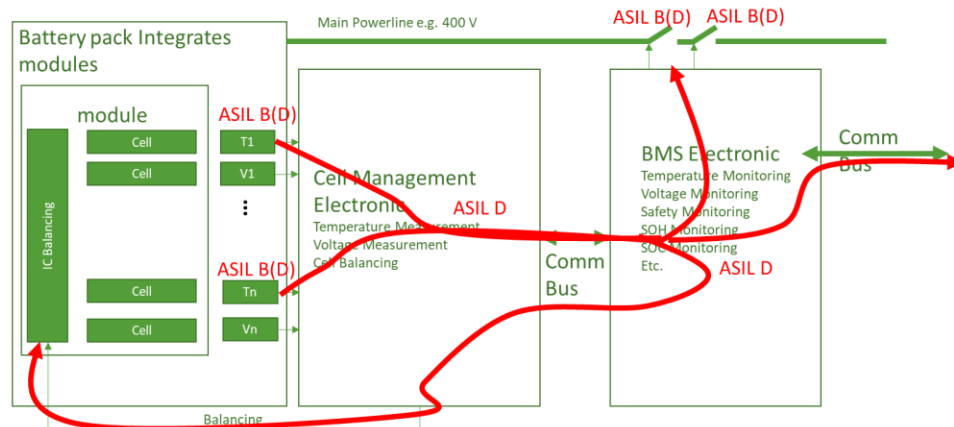 Main Powerline e.g. 400 V
ASIL B(D)
ASIL B(D)
Battery pack Integrates
modules
module
ASIL B(D)
IC Balancing
Cell
T1
Cell
V1
...
ASIL B(D)
Cell
Tn
Cell
Vn
Cell Management
Electronic
Temperature Measurement
Voltage Measurement
Cell Balancing
ASIL D
Comm
Bus
BMS Electronic
Temperature Monitoring
Voltage Monitoring
Safety Monitoring
SOH Monitoring
SOC Monitoring
Etc.
ASIL D
Comm
Bus
Balancing